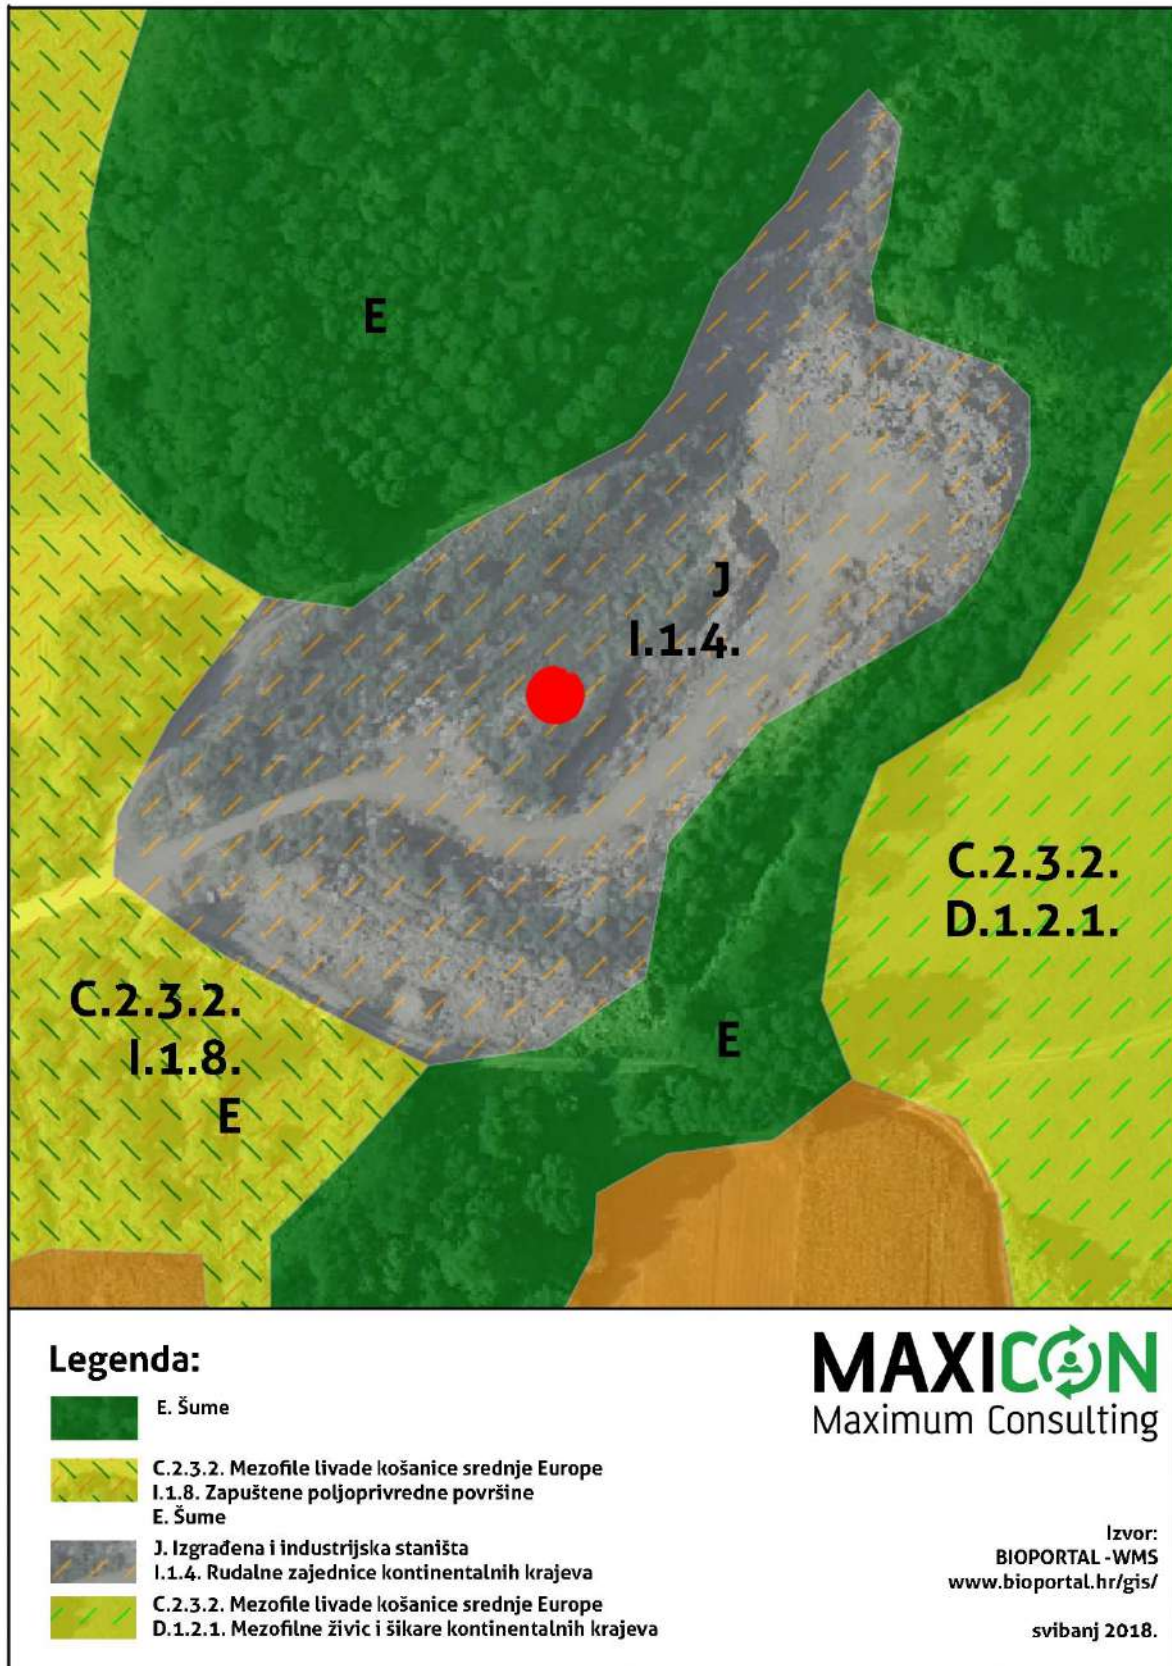 E
J
I.1.4.
C.2.3.2.
D.1.2.1.
C.2.3.2.
I.1.8.
E
E
Legenda:
E. Šume
C.2.3.2. Mezofile livade košanice srednje Europe
I.1.8. Zapuštene poljoprivredne površine
E. Šume
J. Izgrađena i industrijska staništa
I.1.4. Rudalne zajednice kontinentalnih krajeva
C.2.3.2. Mezofile livade košanice srednje Europe
D.1.2.1. Mezofilne živic i šikare kontinentalnih krajeva
MAXICON
Maximum Consulting
Izvor:
BIOPORTAL -WMS
www.bioportal.hr/gis/
svibanj 2018.